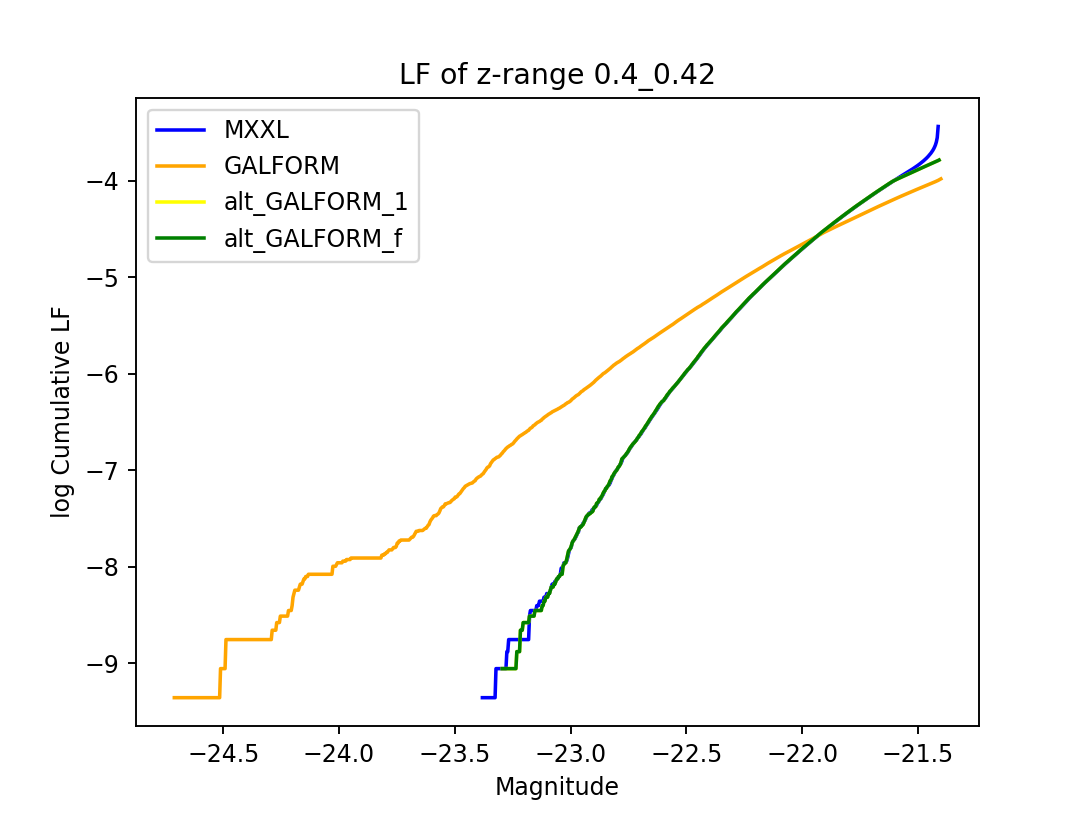 LF of z-range 0.4_0.42
MXXL
GALFORM
alt_GALFORM_1
alt_GALFORM_f
log Cumulative LF
−4
−5
−6
−7
−8
−9
−24.5 −24.0 −23.5 −23.0 −22.5 −22.0 −21.5
Magnitude